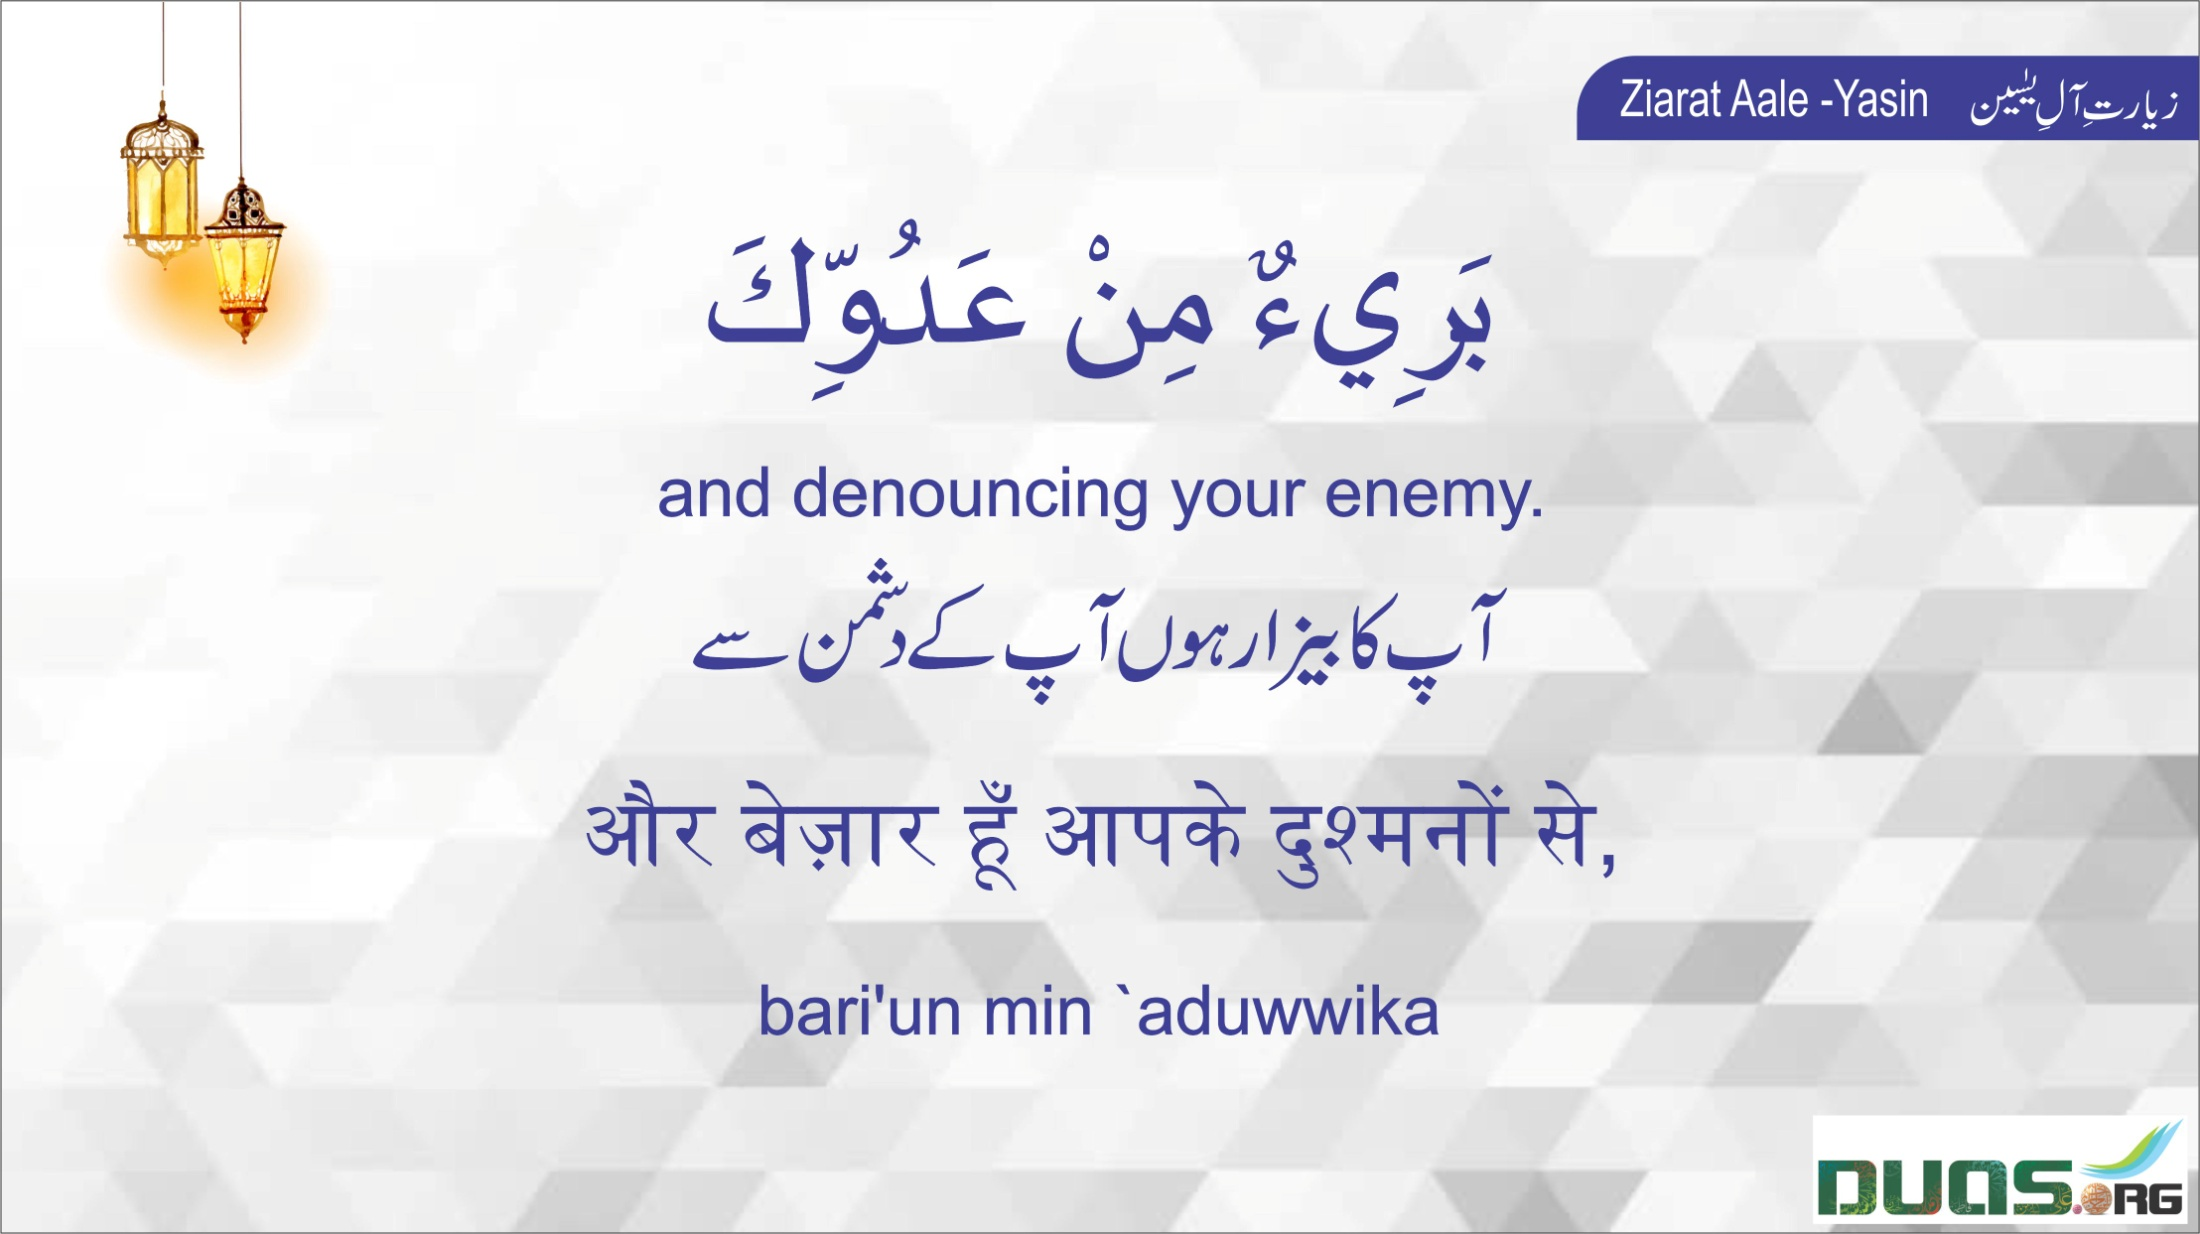 Ziarat Aale -Yasin زیارتِ آلِ یٰسین
بَرِيءٌ مِنْ عَدُوِّكَ
and denouncing your enemy.
آپ کا بیزار ہوں آپ کے دشمن سے
और बेज़ार हूँ आपके दुश्मनों से,
bari'un min `aduwwika
DUAS.ORG